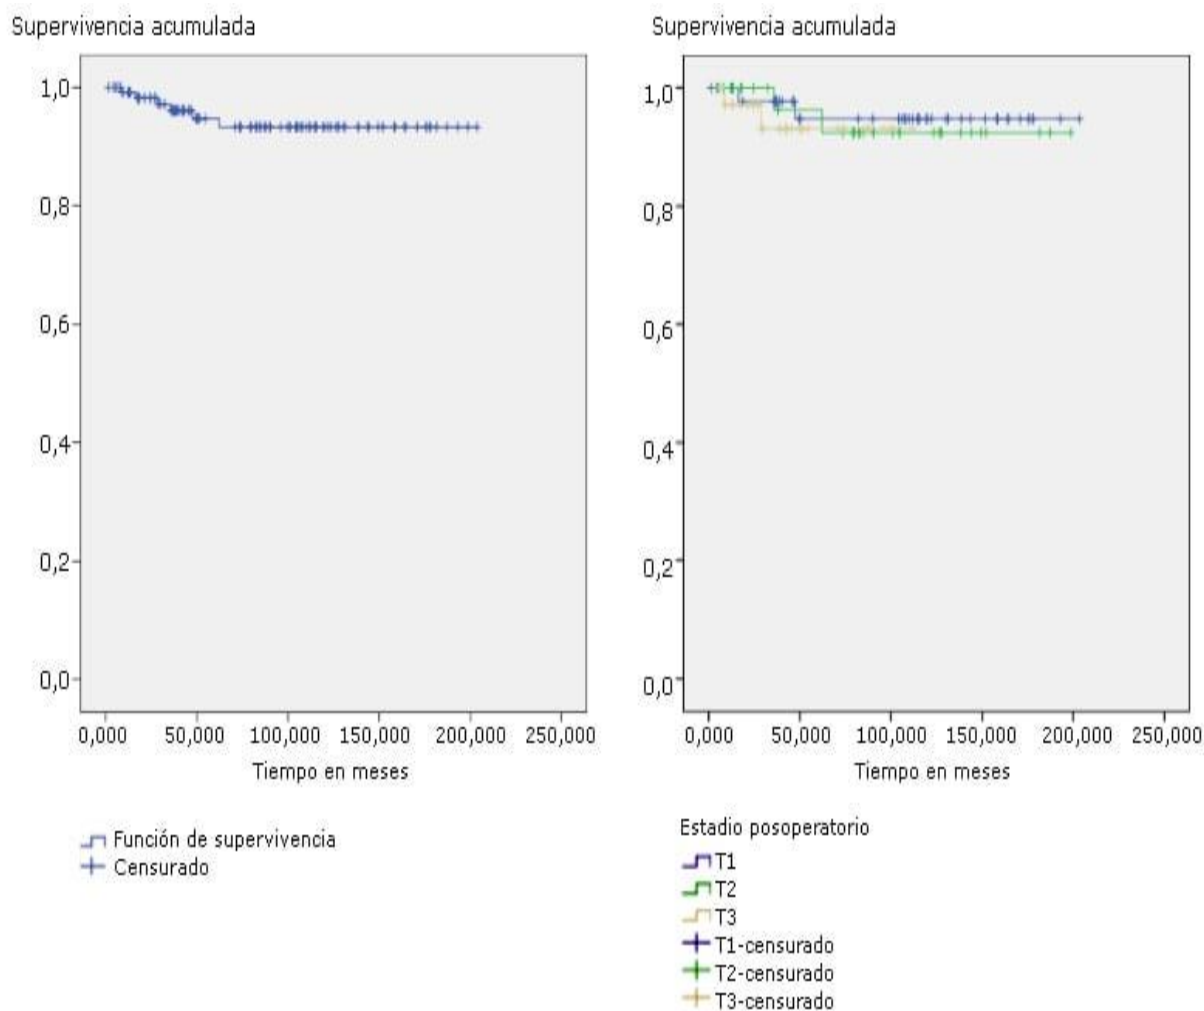 Supervivencia acumulada
1,0
0,8
0,6
0,4
0,2
0,0
0,000 50,000 100,000 150,000 200,000 250,000
Tiempo en meses
Función de supervivencia
Censurado
Supervivencia acumulada
1,0
0,8
0,6
0,4
0,2
0,0
0,000 50,000 100,000 150,000 200,000 250,000
Tiempo en meses
Estadio posoperatorio
T1
T2
T3
T1-censurado
T2-censurado
T3-censurado